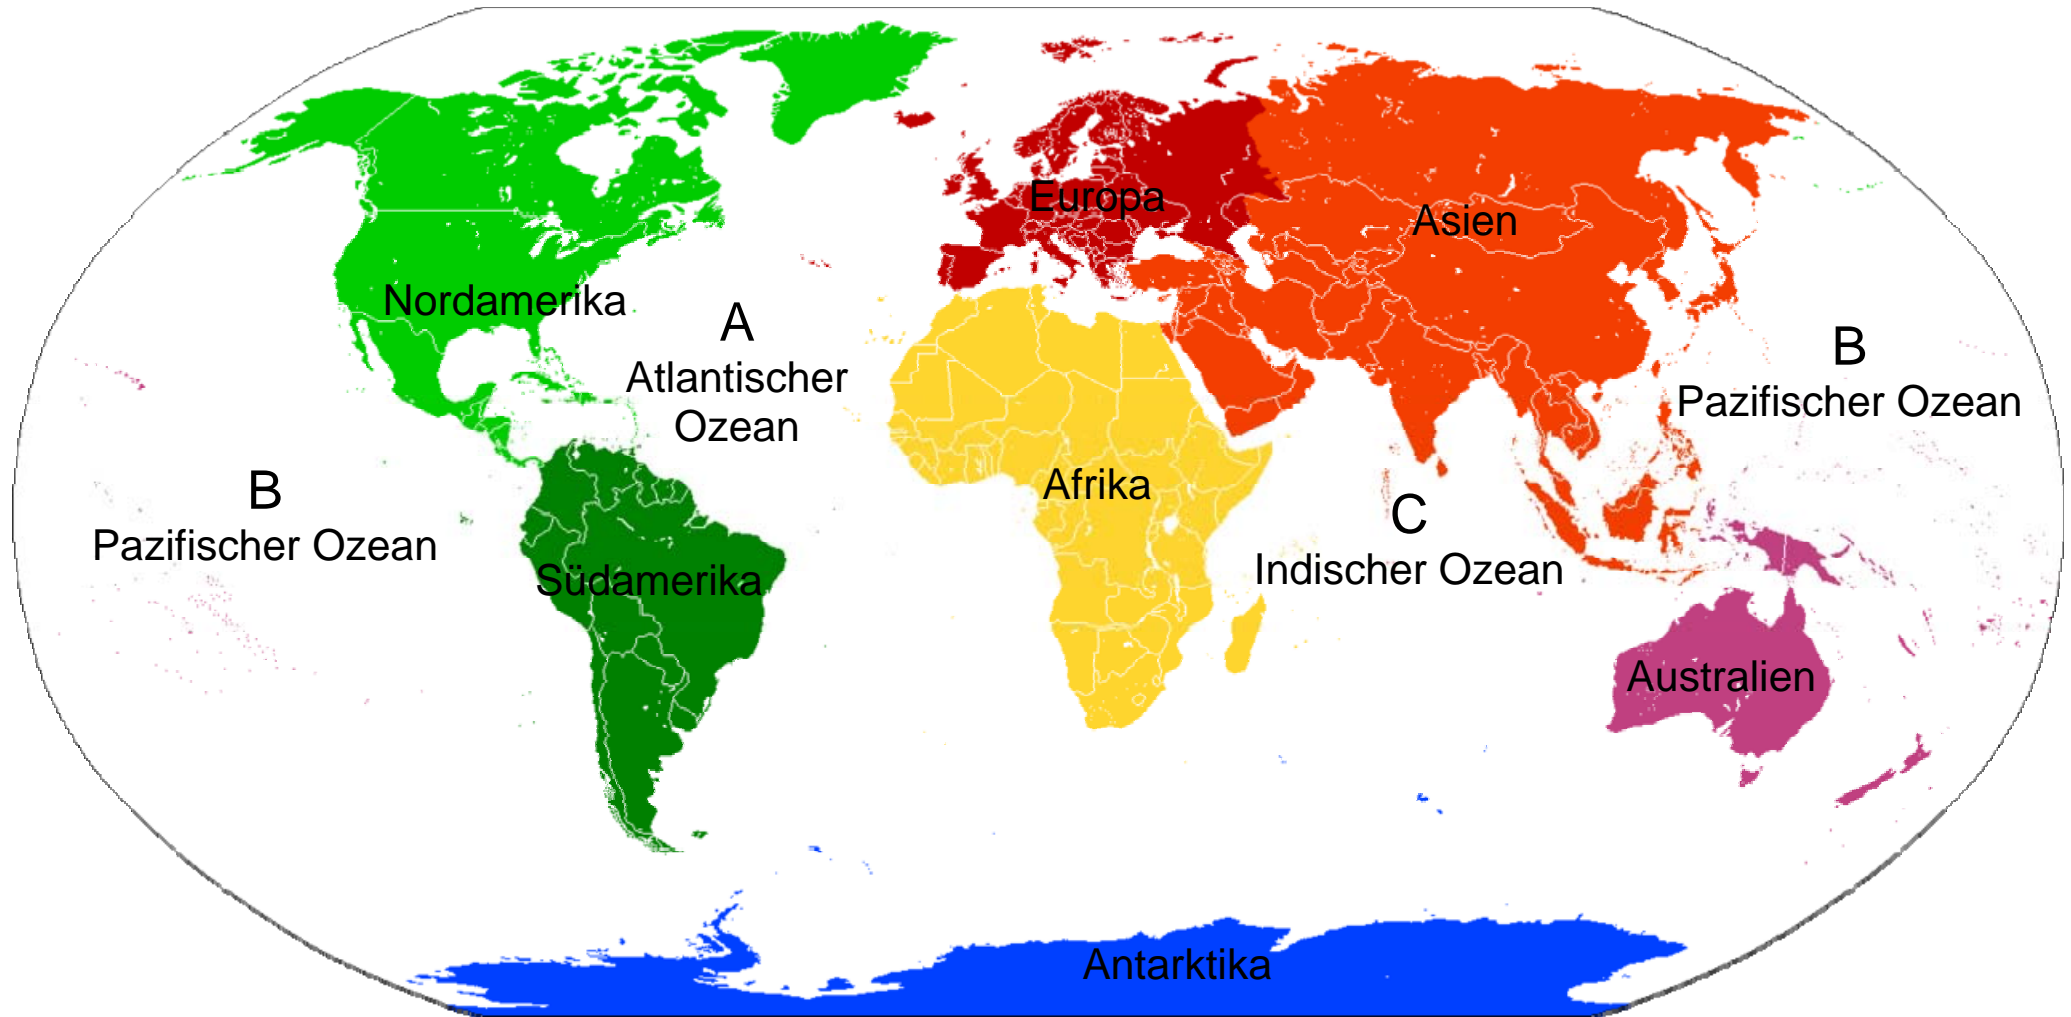 Europa
Asien
Nordamerika
A
Atlantischer
Ozean
B
Pazifischer Ozean
Afrika
B
Pazifischer Ozean
C
Indischer Ozean
Südamerika
Australien
Antarktika